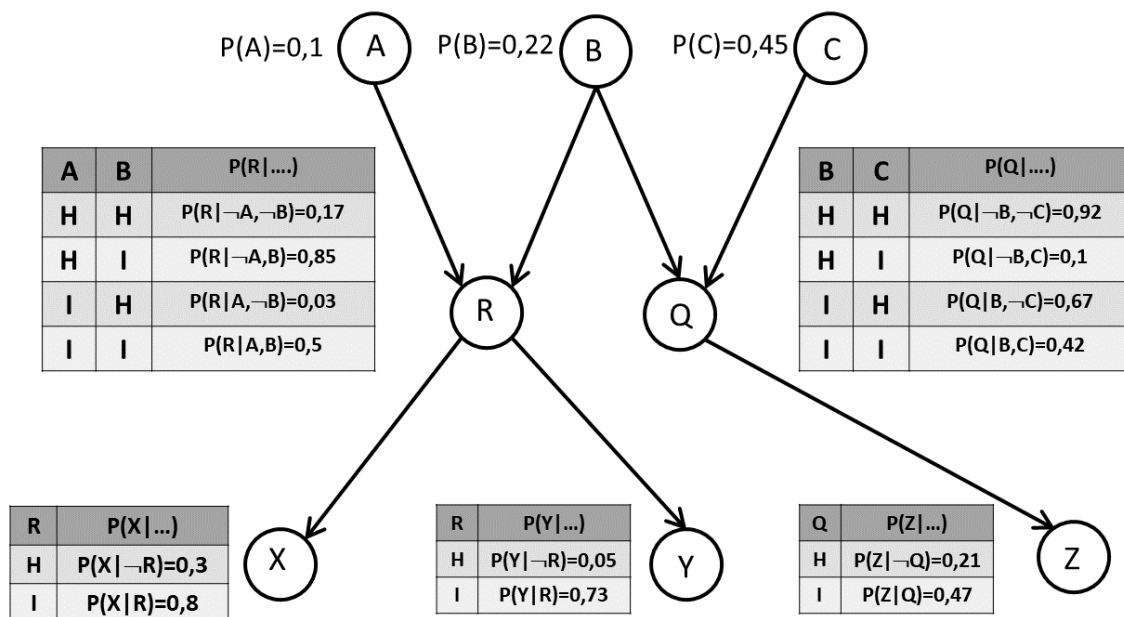 P(A)=0,1 A P(B)=0,22 B P(C)=0,45 C
A B P(R|....)
H H P(R|¬A,¬B)=0,17
H I P(R|¬A,B)=0,85
I H P(R|A,¬B)=0,03
I I P(R|A,B)=0,5
B C P(Q|....)
H H P(Q|¬B,¬C)=0,92
H I P(Q|¬B,C)=0,1
I H P(Q|B,¬C)=0,67
I I P(Q|B,C)=0,42
R Q
R P(X|...)
H P(X|¬R)=0,3
I P(X|R)=0,8
X
R P(Y|...)
H P(Y|¬R)=0,05
I P(Y|R)=0,73
Y
Q P(Z|...)
H P(Z|¬Q)=0,21
I P(Z|Q)=0,47
Z